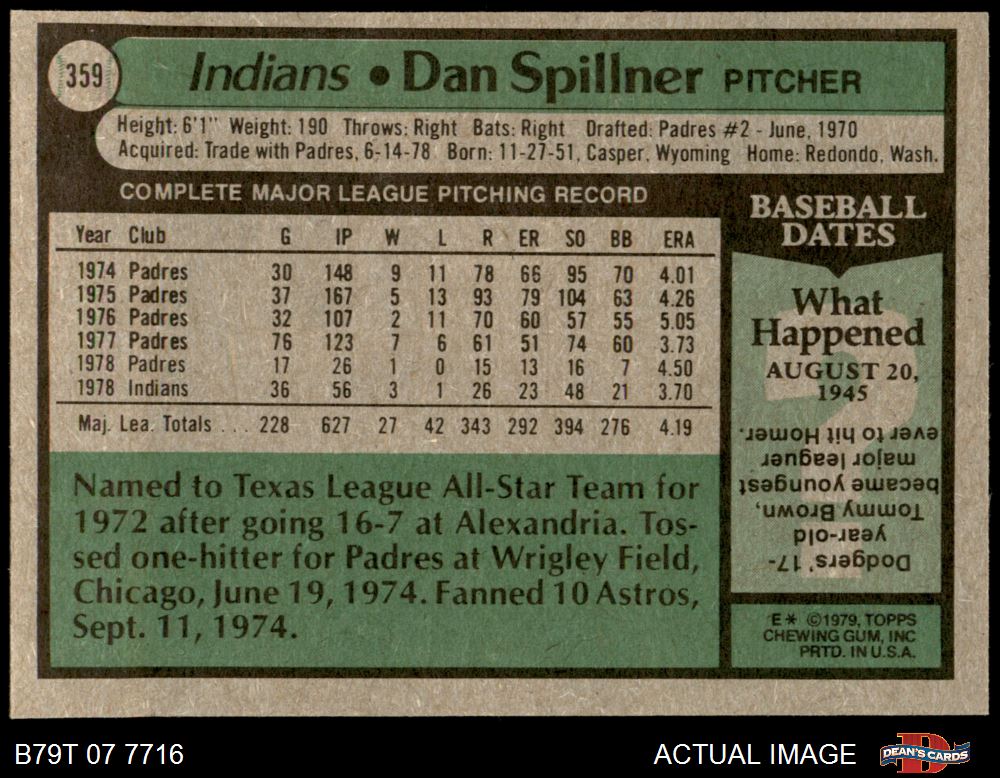 359
Indians • Dan Spillner PITCHER
Height: 6'1" Weight: 190 Throws: Right Bats: Right Drafted: Padres #2 - June, 1970
Acquired: Trade with Padres, 6-14-78 Born: 11-27-51, Casper, Wyoming Home: Redondo, Wash.
COMPLETE MAJOR LEAGUE PITCHING RECORD
Year Club G IP W L R ER SO BB ERA
1974 Padres 30 148 9 11 78 66 95 70 4.01
1975 Padres 37 167 5 13 93 79 104 63 4.26
1976 Padres 32 107 2 11 70 60 57 55 5.05
1977 Padres 76 123 7 6 61 51 74 60 3.73
1978 Padres 17 26 1 0 15 13 16 7 4.50
1978 Indians 36 56 3 1 26 23 48 21 3.70
Maj. Lea. Totals . . . 228 627 27 42 343 292 394 276 4.19
Named to Texas League All-Star Team for
1972 after going 16-7 at Alexandria. Tos-
sed one-hitter for Padres at Wrigley Field,
Chicago, June 19, 1974. Fanned 10 Astros,
Sept. 11, 1974.
BASEBALL
DATES
What
Happened
AUGUST 20,
1945
Dodgers' 17-
year-old
Tommy Brown,
became youngest
major leaguer
ever to hit Homer.
E* ©1979, TOPPS
CHEWING GUM, INC
PRTD. IN U.S.A.
B79T 07 7716
ACTUAL IMAGE
DEAN'S CARDS